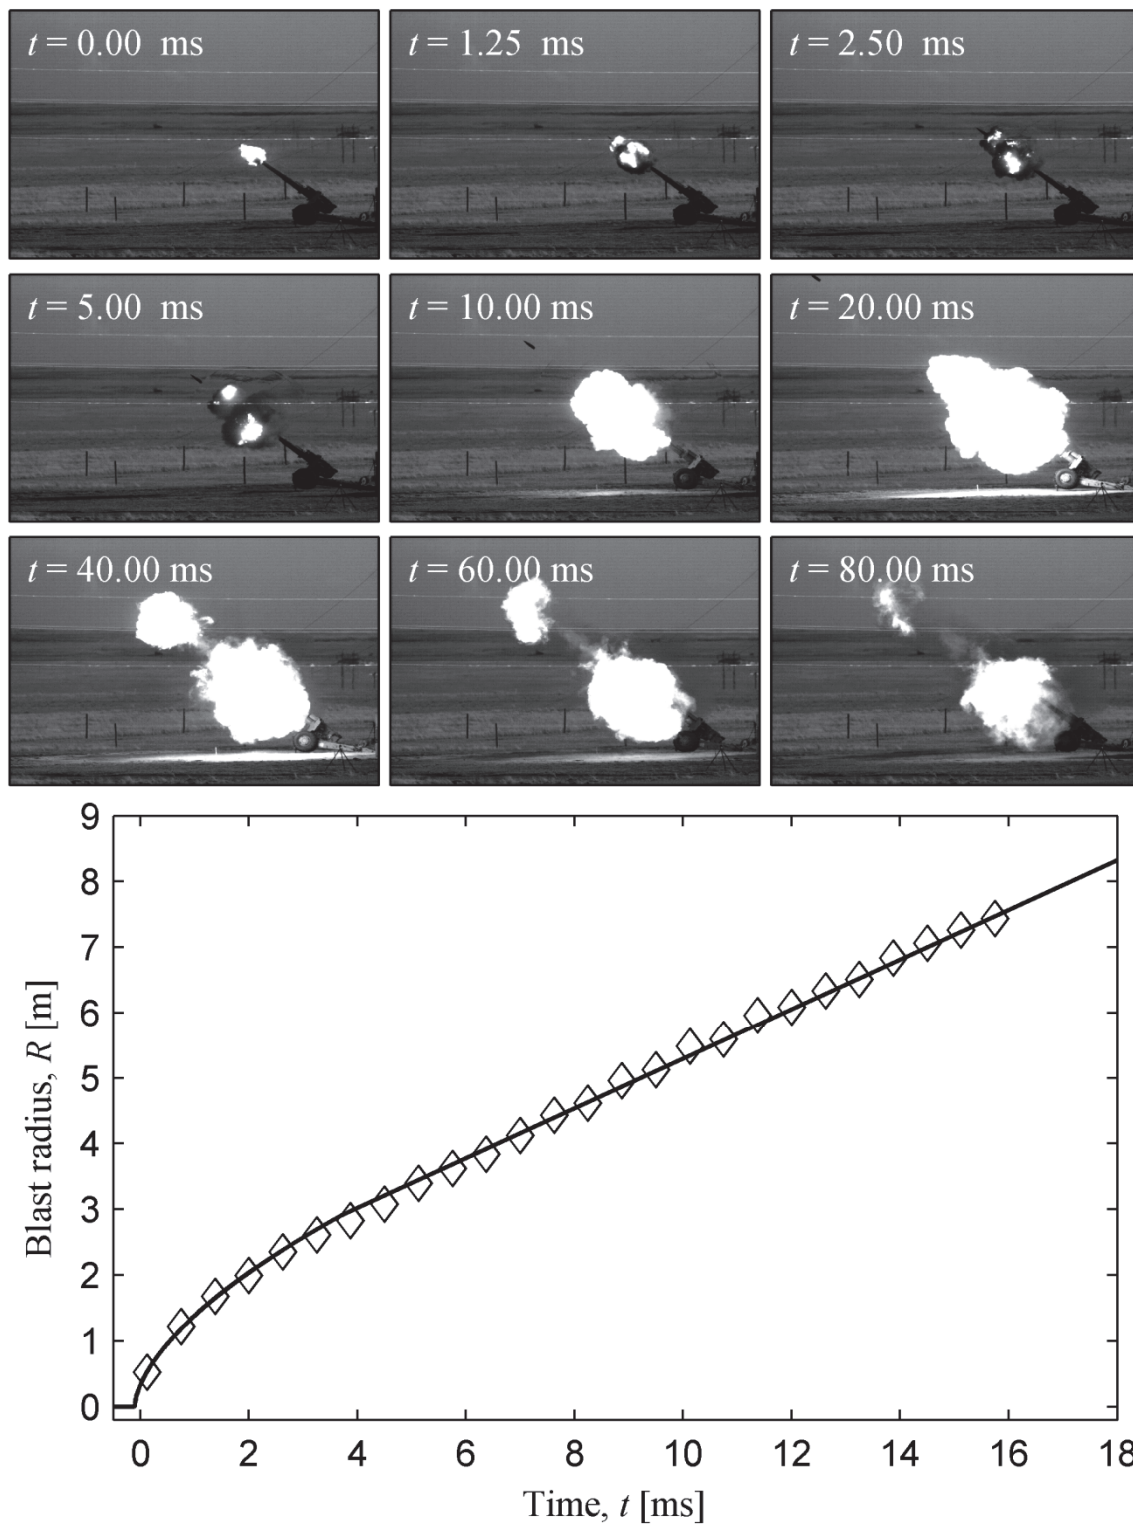 t = 0.00 ms
t = 1.25 ms
t = 2.50 ms
t = 5.00 ms
t = 10.00 ms
t = 20.00 ms
t = 40.00 ms
t = 60.00 ms
t = 80.00 ms
9
8
7
6
5
4
3
2
1
0
Blast radius, R [m]
0 2 4 6 8 10 12 14 16 18
Time, t [ms]